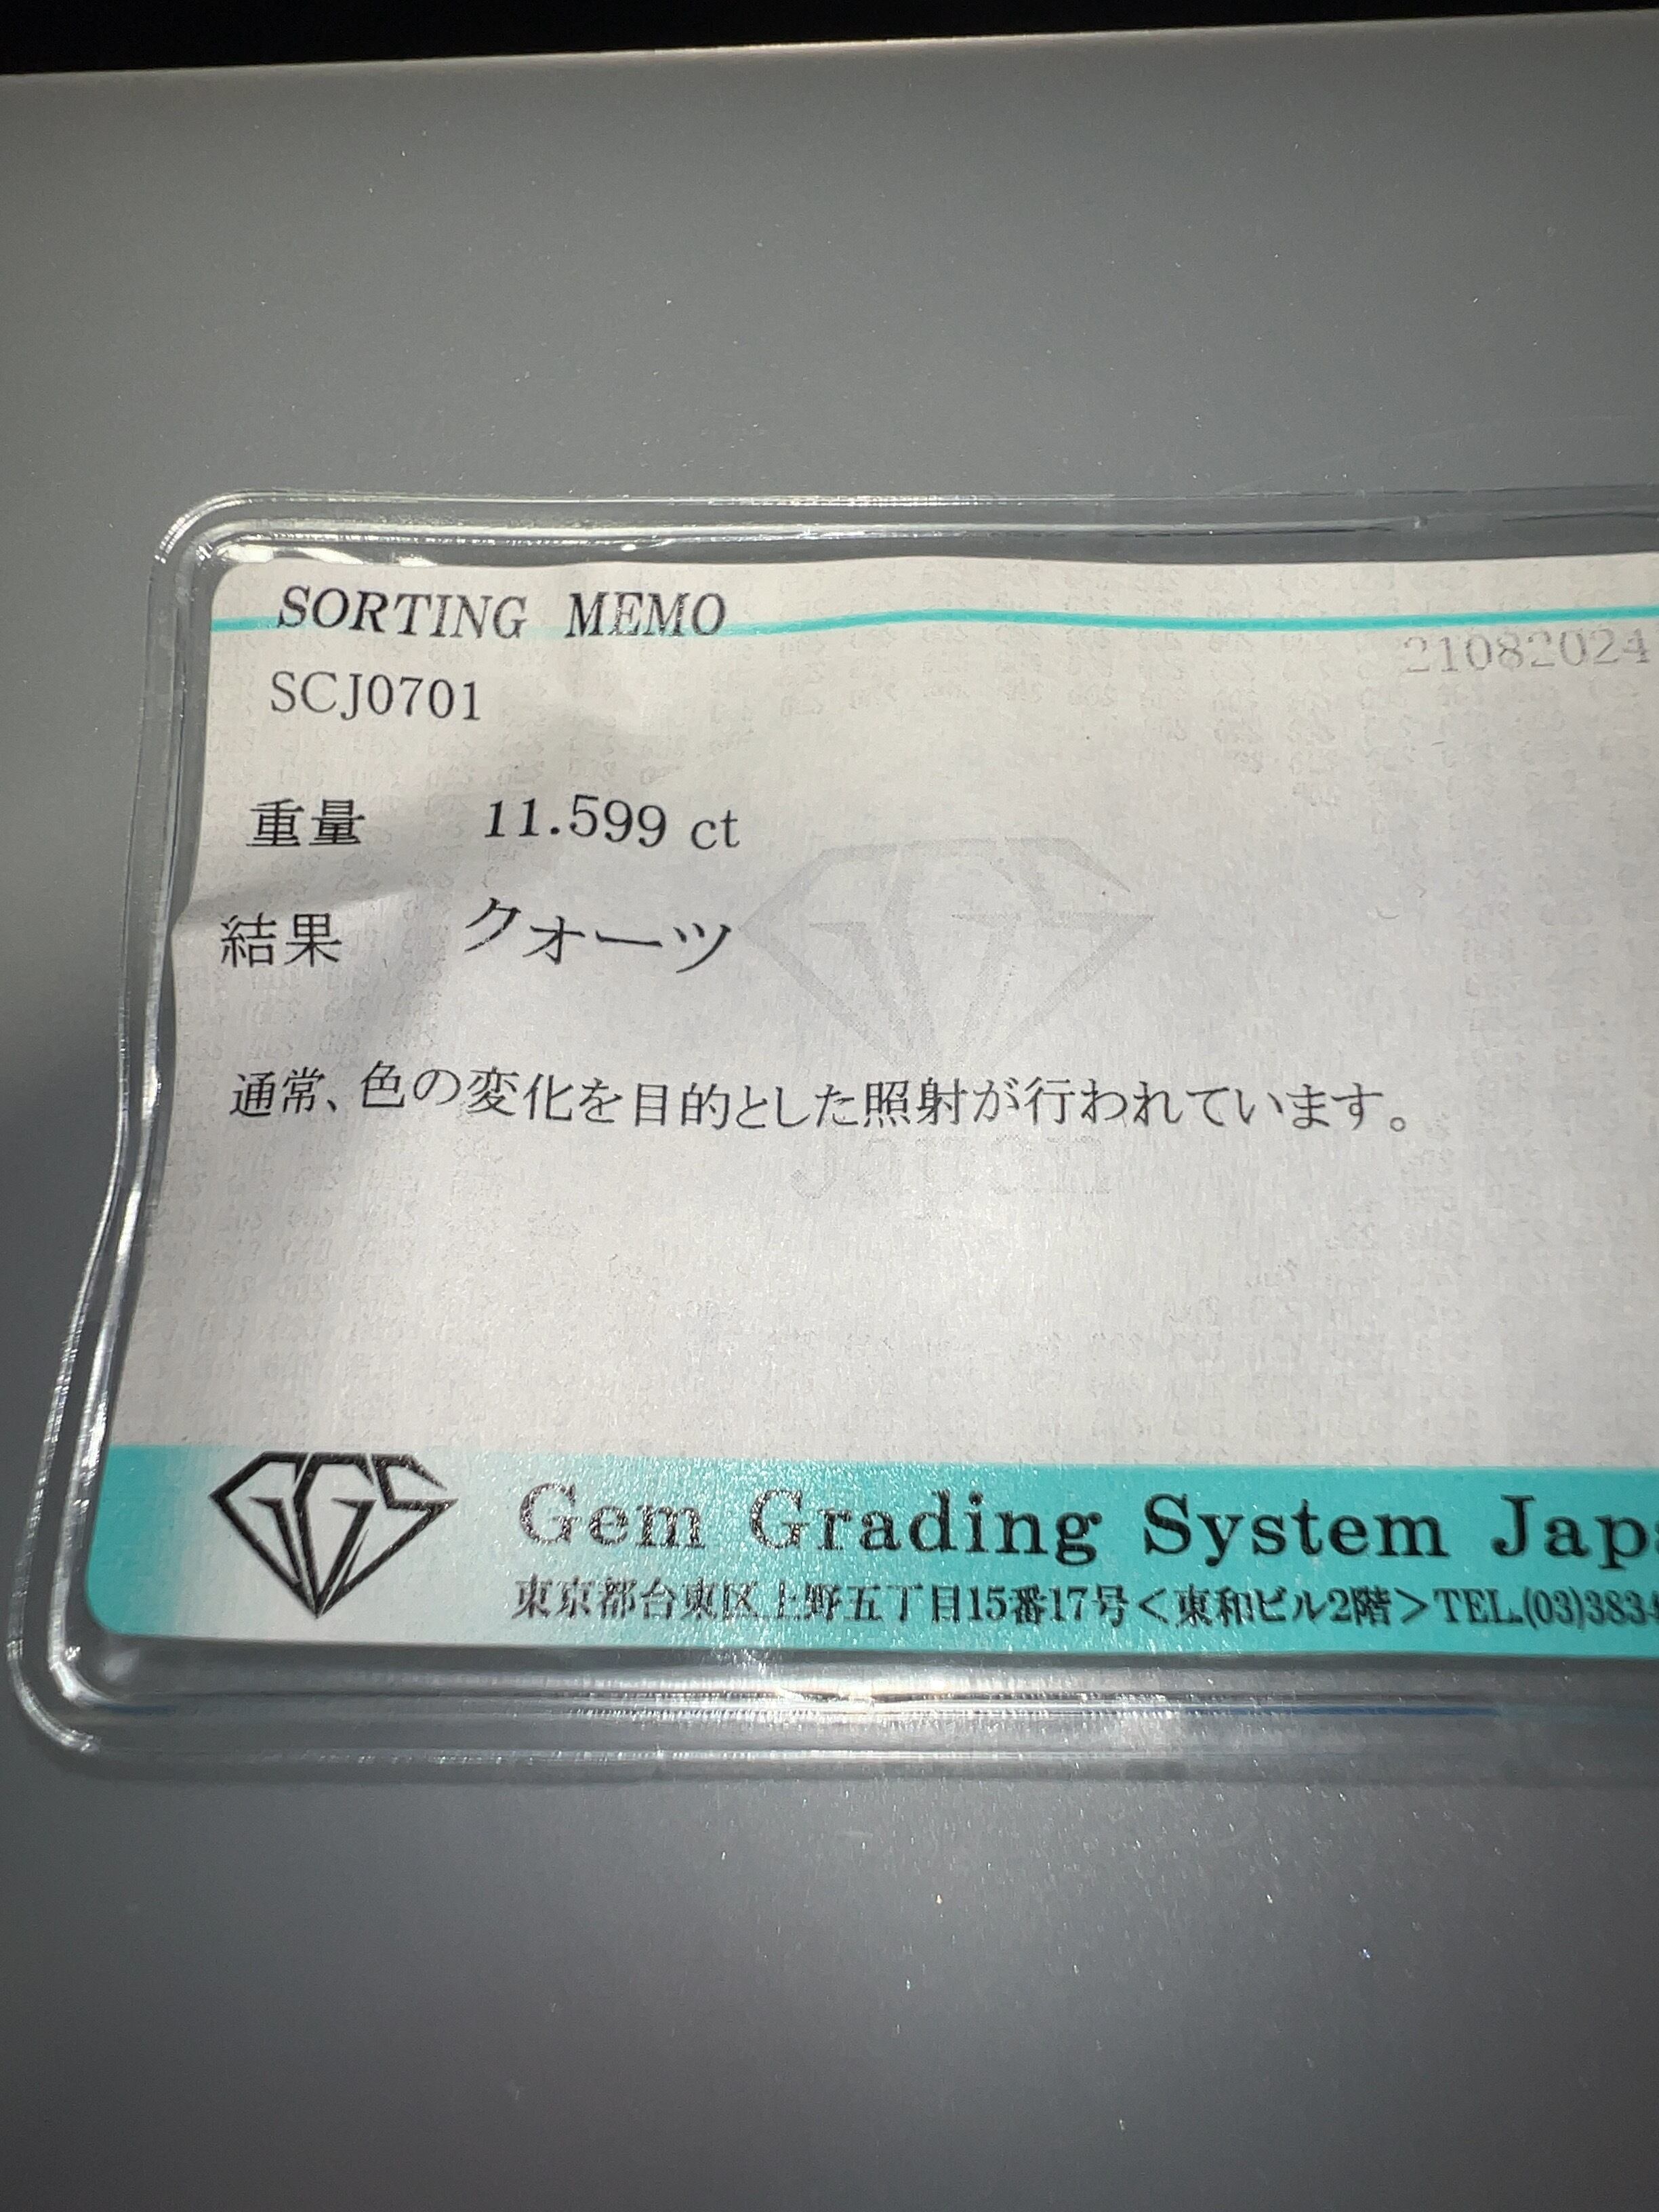 SORTING MEMO
21082024
SCJ0701
重量 11.599 ct
結果 クォーツ
通常、色の変化を目的とした照射が行われています。
Japan
GGS
Gem Grading System
東京都台東区上野五丁目15番17号＜東和ビル2階＞TEL.(03)3834